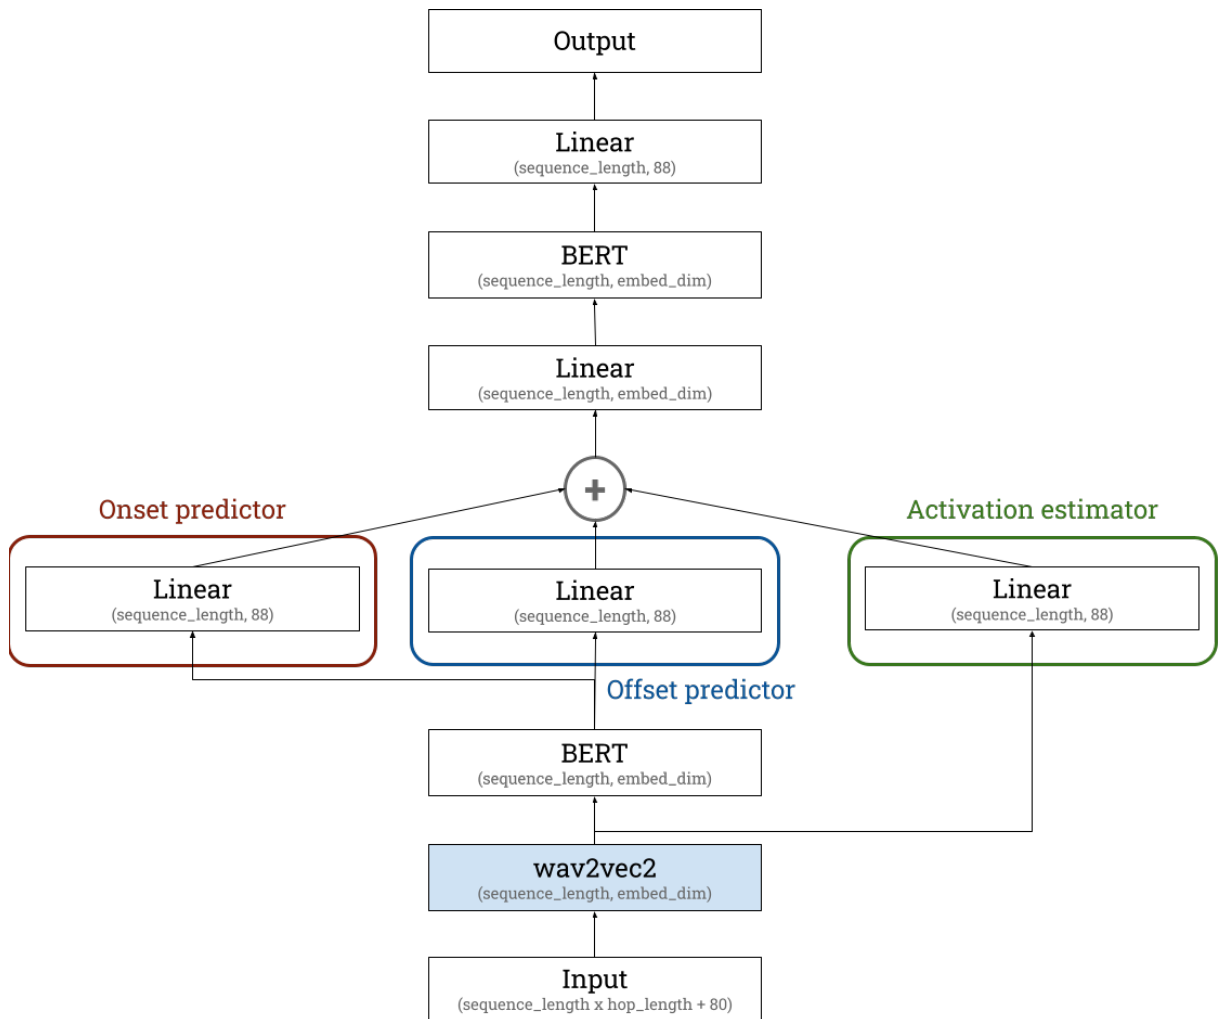 Output
Linear
(sequence_length, 88)
BERT
(sequence_length, embed_dim)
Linear
(sequence_length, embed_dim)
+
Onset predictor
Activation estimator
Linear
(sequence_length, 88)
Linear
(sequence_length, 88)
Linear
(sequence_length, 88)
Offset predictor
BERT
(sequence_length, embed_dim)
wav2vec2
(sequence_length, embed_dim)
Input
(sequence_length x hop_length + 80)